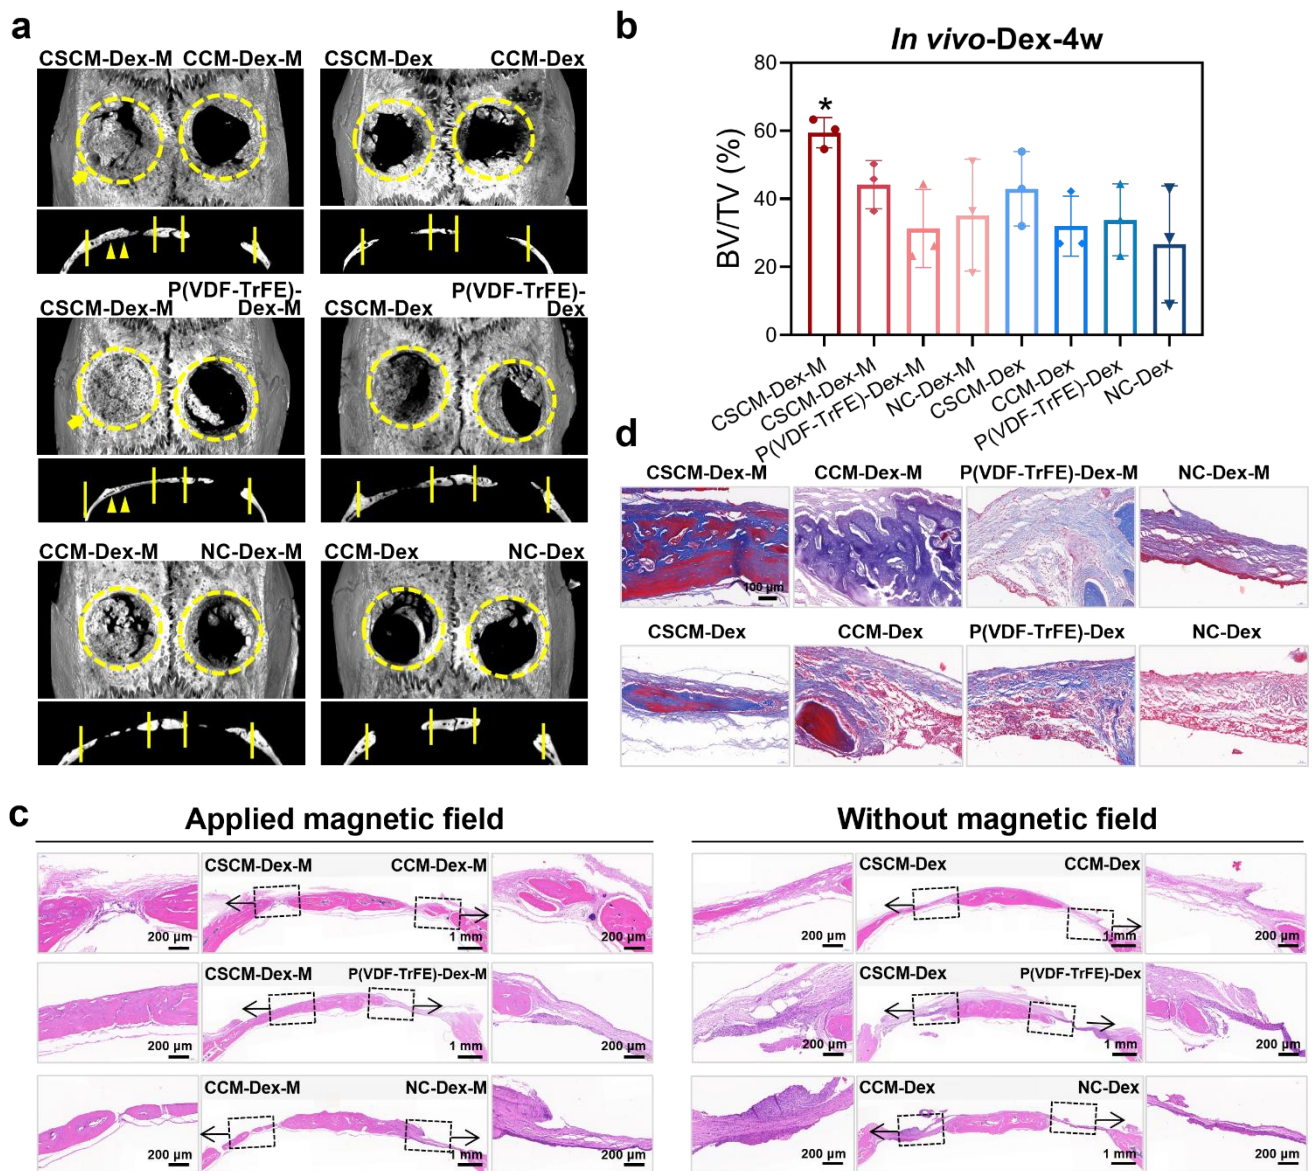 a
CSCM-Dex-M CCM-Dex-M
CSCM-Dex CCM-Dex
CSCM-Dex-M P(VDF-TrFE)-
Dex-M
CSCM-Dex P(VDF-TrFE)-
Dex
CCM-Dex-M NC-Dex-M
CCM-Dex NC-Dex
b
In vivo-Dex-4w
BV/TV (%)
80
60
40
20
0
*
CSCM-Dex-M
CSCM-Dex-M
P(VDF-TrFE)-Dex-M
NC-Dex-M
CSCM-Dex
CCM-Dex
P(VDF-TrFE)-Dex
NC-Dex
d
CSCM-Dex-M CCM-Dex-M P(VDF-TrFE)-Dex-M NC-Dex-M
100 μm
CSCM-Dex CCM-Dex P(VDF-TrFE)-Dex NC-Dex
c
Applied magnetic field
CSCM-Dex-M CCM-Dex-M
200 μm 1 mm 200 μm
CSCM-Dex-M P(VDF-TrFE)-Dex-M
200 μm 1 mm 200 μm
CCM-Dex-M NC-Dex-M
200 μm 1 mm 200 μm
Without magnetic field
CSCM-Dex CCM-Dex
200 μm 1 mm 200 μm
CSCM-Dex P(VDF-TrFE)-Dex
200 μm 1 mm 200 μm
CCM-Dex NC-Dex
200 μm 1 mm 200 μm